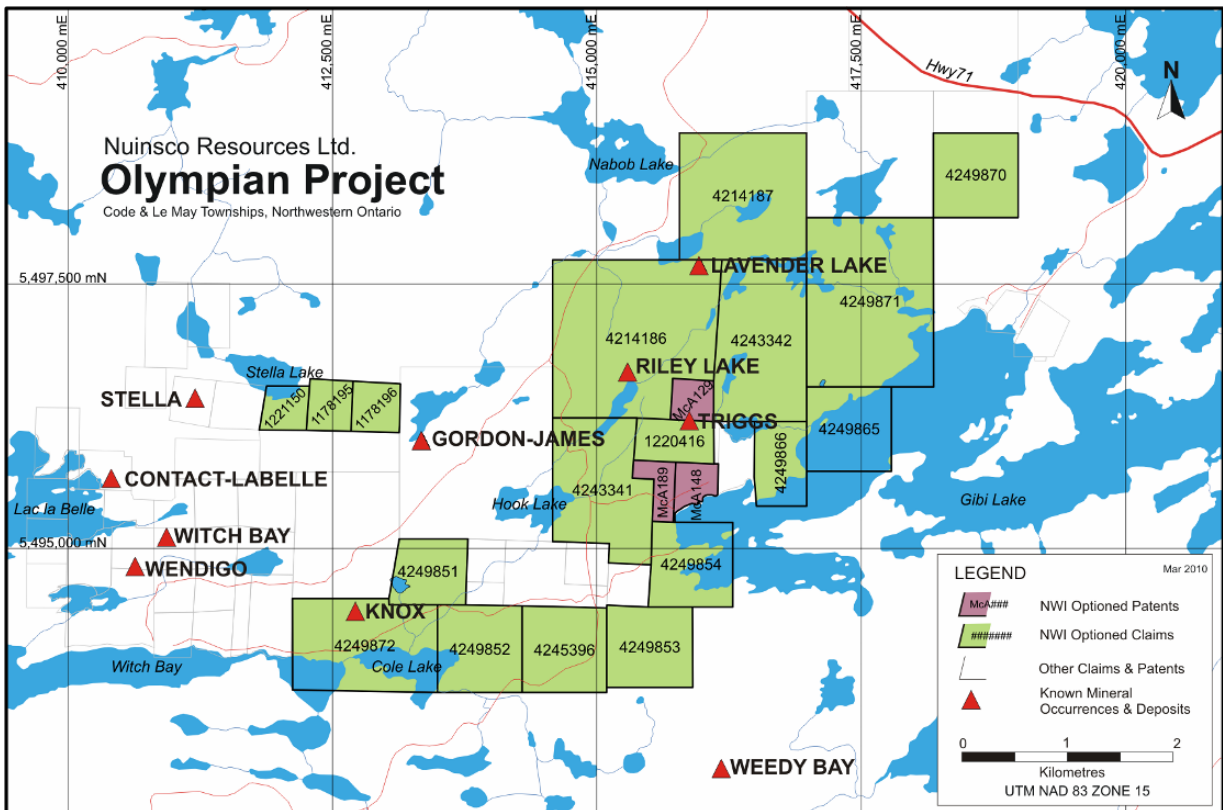 410,000 mE
412,500 mE
415,000 mE
417,500 mE
420,000 mE
Hwy71
N
Nuinsco Resources Ltd.
Olympian Project
Code & Le May Townships, Northwestern Ontario
Nabob Lake
4214187
4249870
5,497,500 mN
LAVENDER LAKE
4249871
4214186
4243342
RILEY LAKE
Stella Lake
STELLA
1221150
1178195
1178196
McA129
TRIGGS
GORDON-JAMES
1220416
4249866
4249865
CONTACT-LABELLE
4243341
McA189
McA148
Lac la Belle
Hook Lake
Gibi Lake
WITCH BAY
5,495,000 mN
WENDIGO
4249851
4249854
KNOX
4249872
4249852
4245396
4249853
Witch Bay
Cole Lake
WEEDY BAY
LEGEND
Mar 2010
McA###
NWI Optioned Patents
#######
NWI Optioned Claims
Other Claims & Patents
Known Mineral
Occurrences & Deposits
0 1 2
Kilometres
UTM NAD 83 ZONE 15